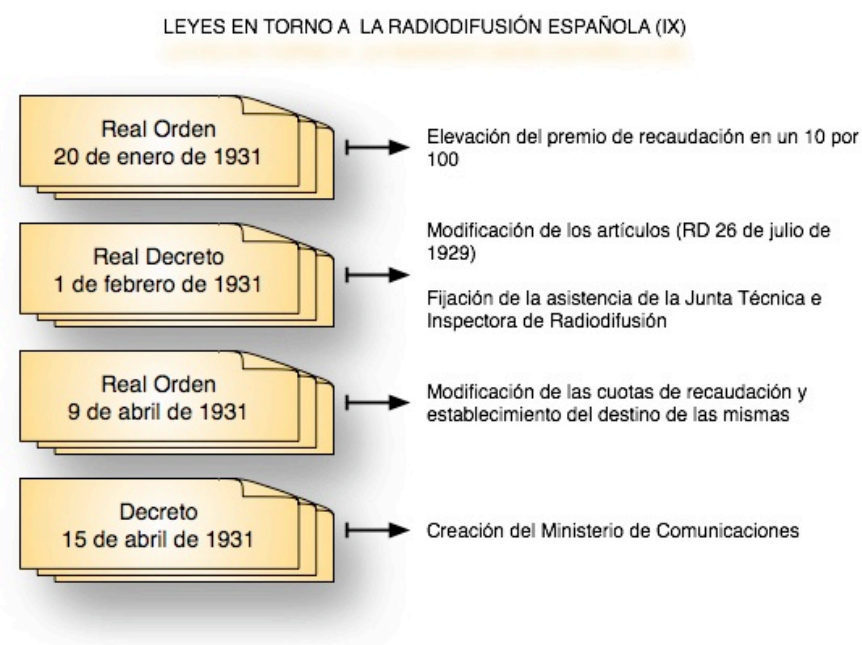 LEYES EN TORNO A LA RADIODIFUSIÓN ESPAÑOLA (IX)
Real Orden
20 de enero de 1931
Elevación del premio de recaudación en un 10 por
100
Real Decreto
1 de febrero de 1931
Modificación de los artículos (RD 26 de julio de
1929)
Fijación de la asistencia de la Junta Técnica e
Inspectora de Radiodifusión
Real Orden
9 de abril de 1931
Modificación de las cuotas de recaudación y
establecimiento del destino de las mismas
Decreto
15 de abril de 1931
Creación del Ministerio de Comunicaciones